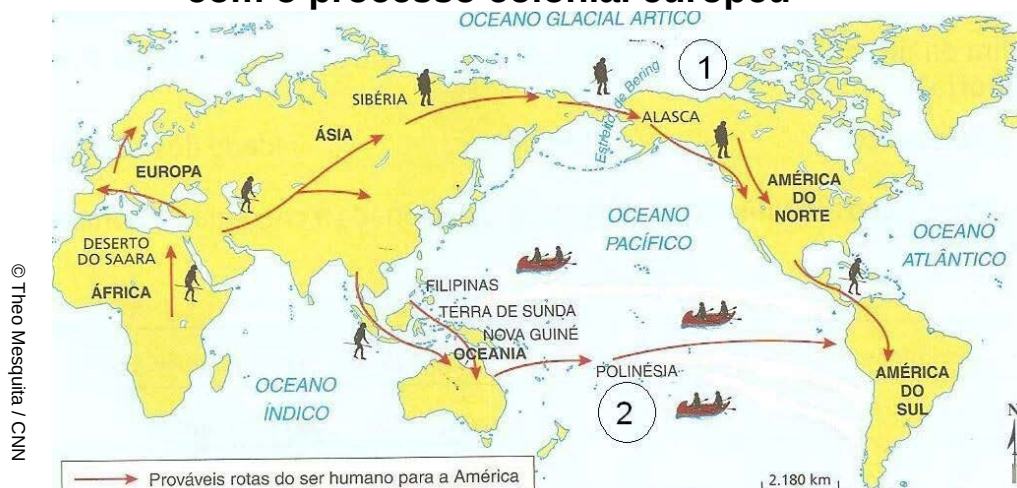 com o processo colonial europeu
OCEANO GLACIAL ÁRTICO
1
SIBÉRIA
Estreito de Bering
ALASCA
ÁSIA
EUROPA
AMÉRICA
DO
NORTE
OCEANO
PACÍFICO
OCEANO
ATLÂNTICO
DESERTO
DO SAARA
ÁFRICA
FILIPINAS
TERRA DE SUNDA
NOVA GUINÉ
OCEANIA
POLINÉSIA
OCEANO
ÍNDICO
2
AMÉRICA
DO
SUL
N
Prováveis rotas do ser humano para a América
2.180 km
© Theo Mesquita / CNN